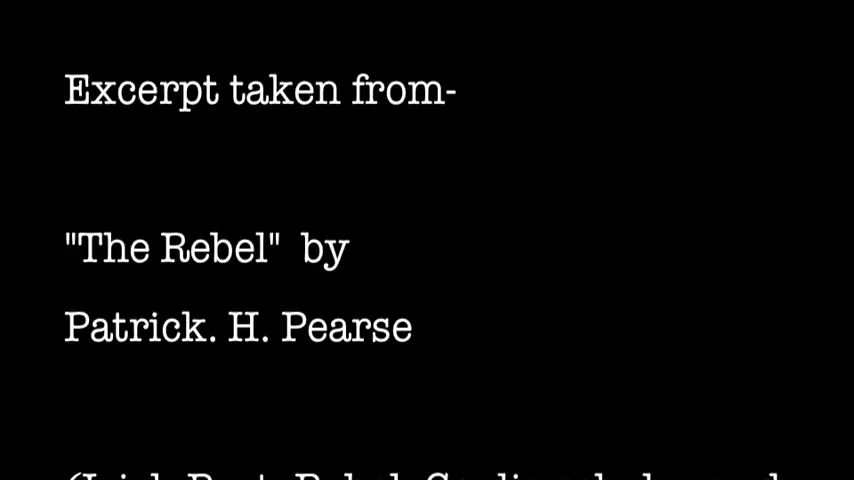 Excerpt taken from-
"The Rebel" by
Patrick. H. Pearse